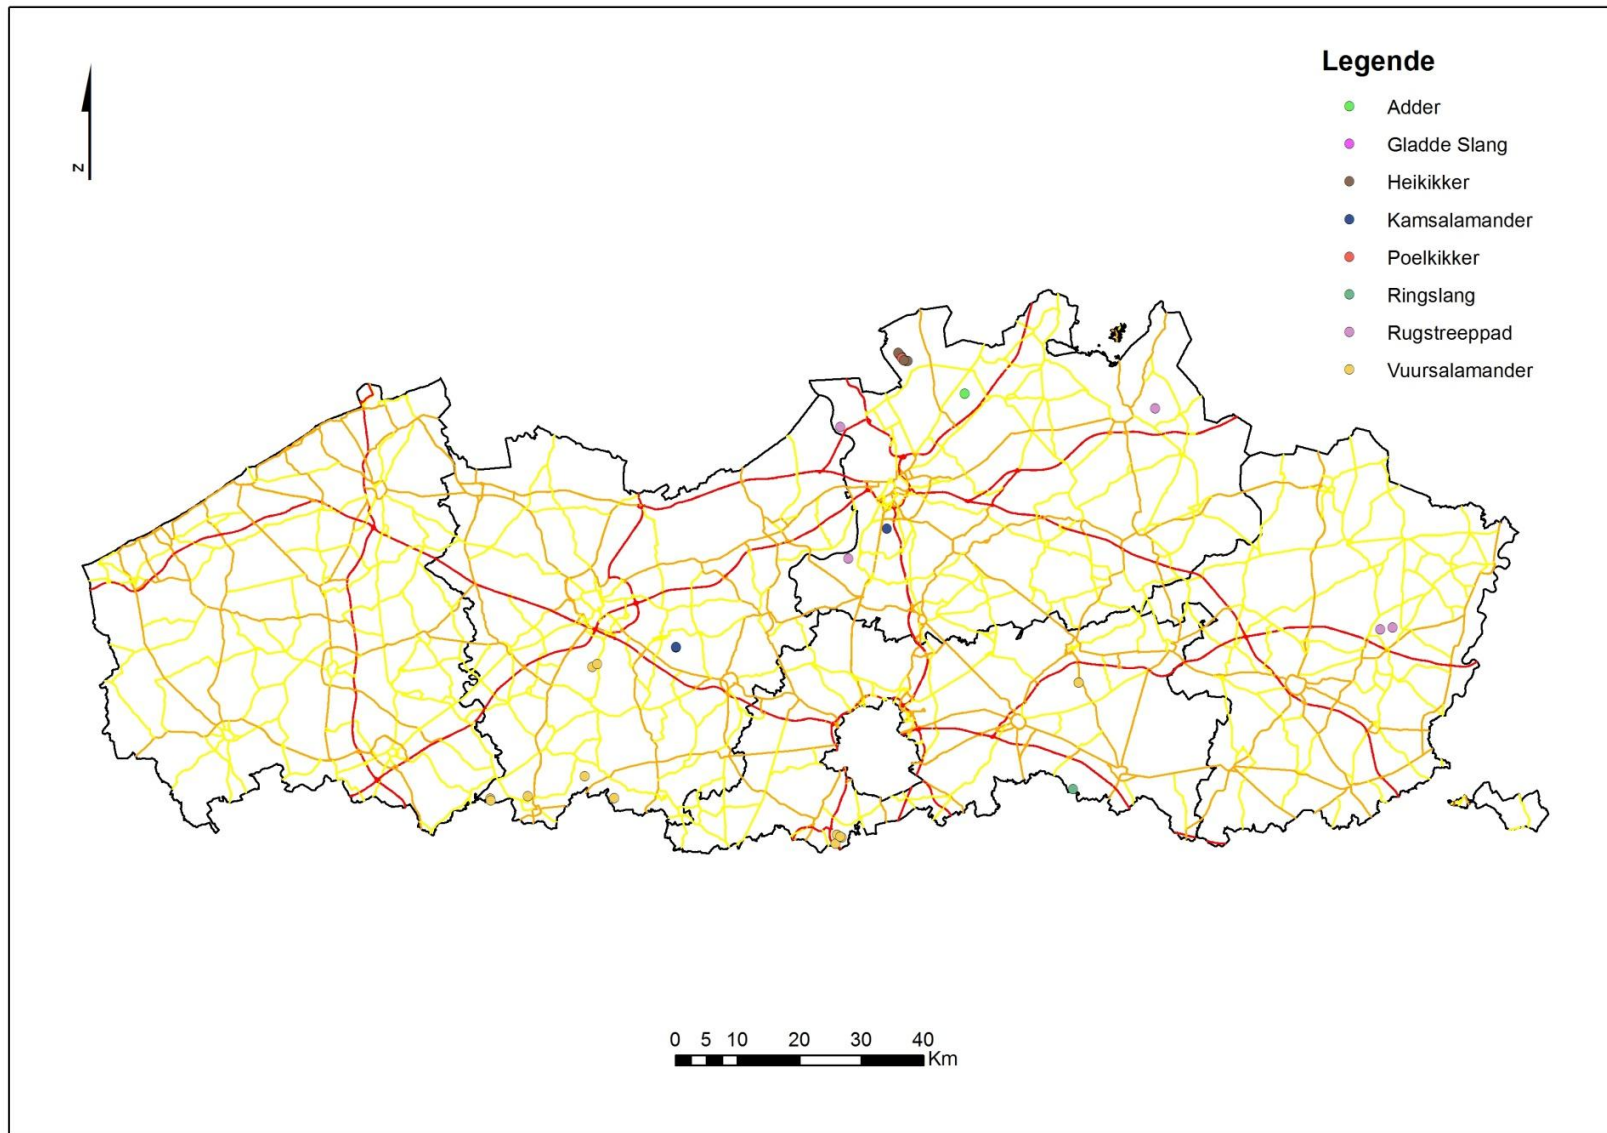 Legende
Adder
Gladde Slang
Heikikker
Kamsalamander
Poelkikker
Ringslang
Rugstreeppad
Vuursalamander
N
0 5 10 20 30 40
Km